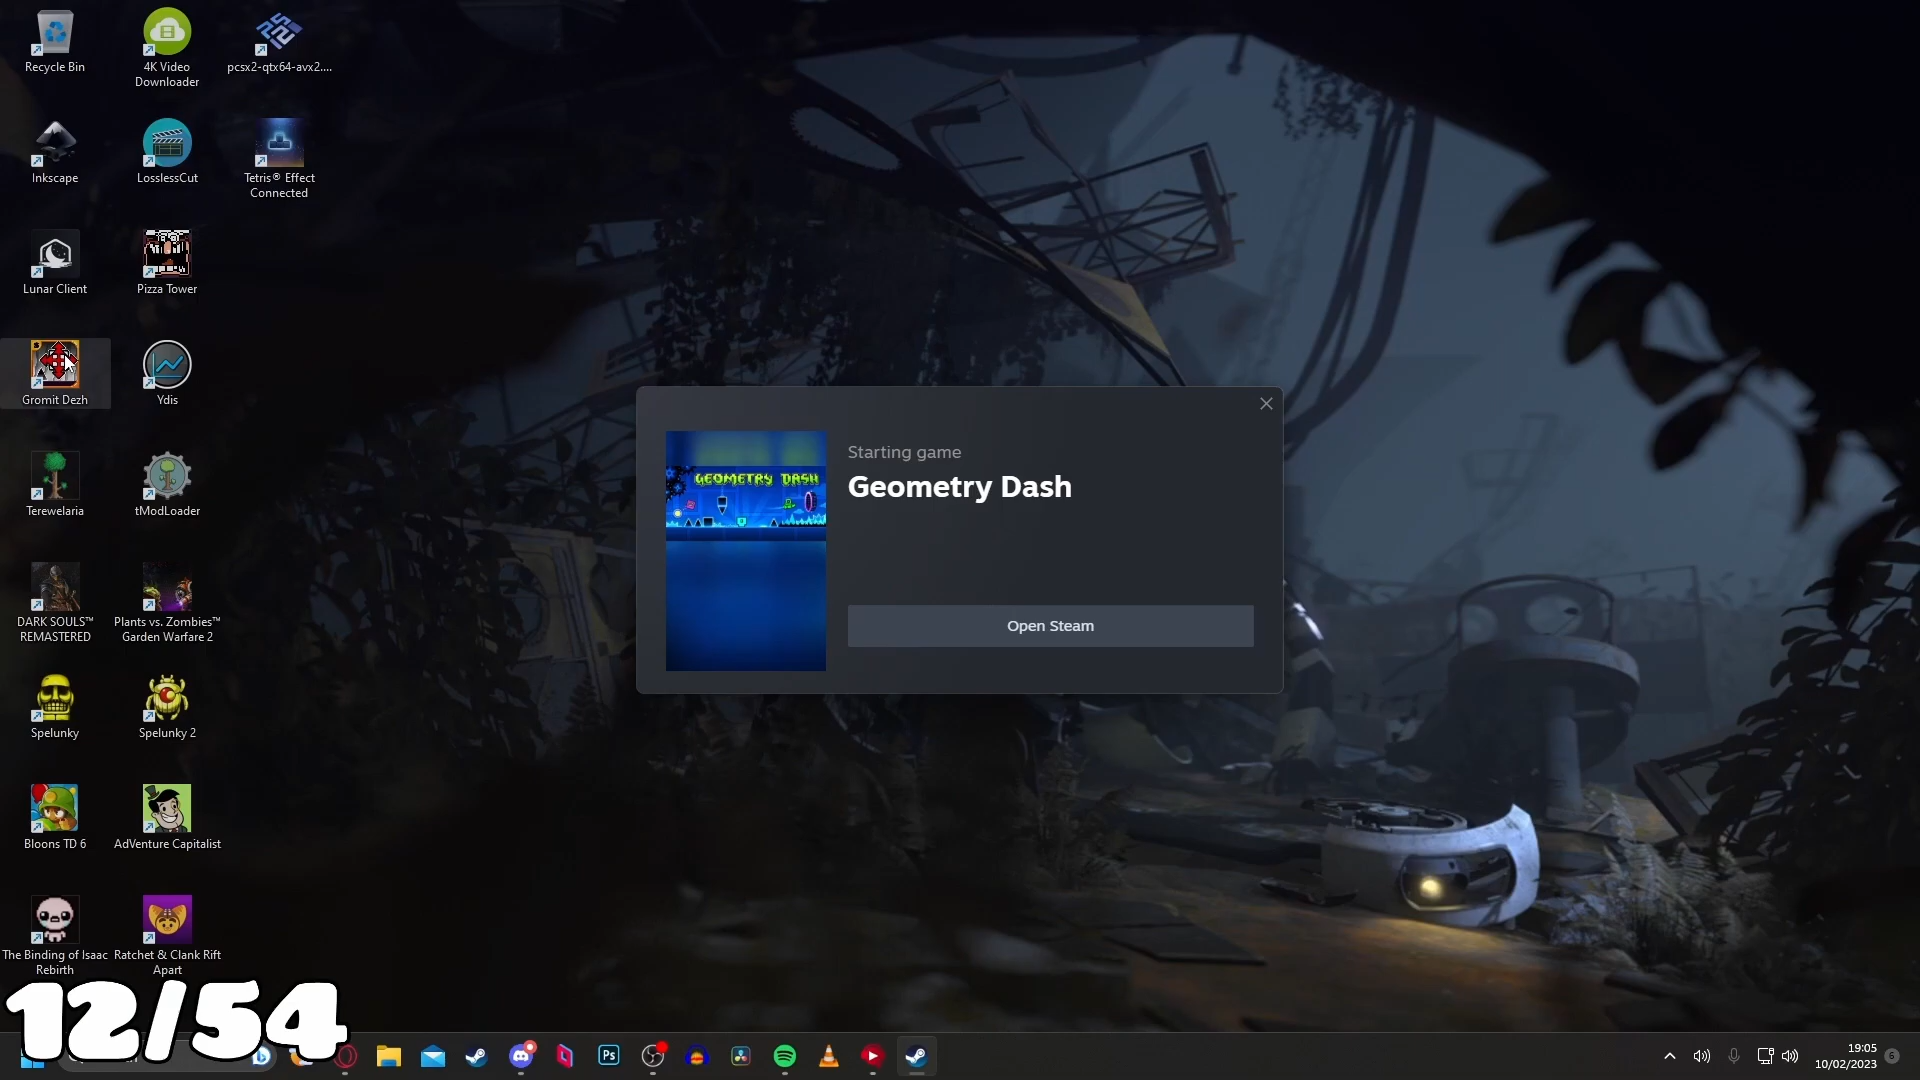 Recycle Bin
4K Video
Downloader
pcsx2-qtx64-avx2....
Inkscape
LosslessCut
Tetris® Effect
Connected
Lunar Client
Pizza Tower
Gromit Dezh
Ydis
Starting game
Geometry Dash
GEOMETRY DASH
Open Steam
Terewelaria
tModLoader
DARK SOULS™
REMASTERED
Plants vs. Zombies™
Garden Warfare 2
Spelunky
Spelunky 2
Bloons TD 6
AdVenture Capitalist
The Binding of Isaac
Rebirth
Ratchet & Clank Rift
Apart
12/54
Ps
19:05
10/02/2023
6